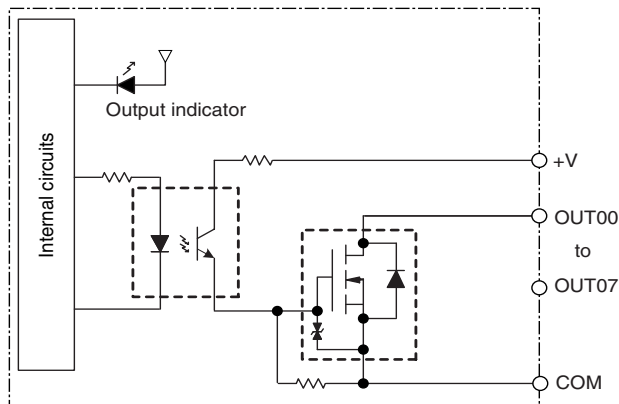 Internal circuits
Output indicator
+V
OUT00
to
OUT07
COM